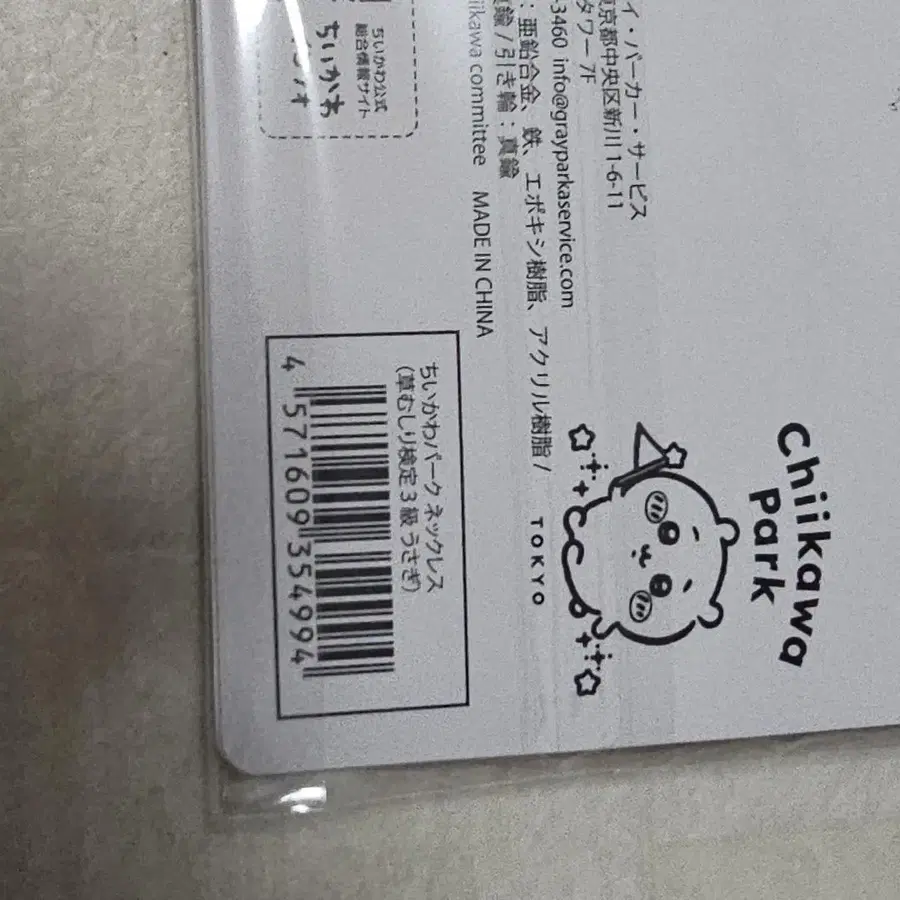 Chiikawa
Park
TOKYO
イ・パーカー・サービス
東京都中央区新川 1-6-11
タワー 7F
-3460 info@grayparkaservice.com
：亜鉛合金、鉄、エポキシ樹脂、アクリル樹脂 /
真鍮 / 引き輪：真鍮
iikawa committee MADE IN CHINA
ちいかわ公式
総合情報サイト
ちいかわ
ちいかわパーク ネックレス
（草むしり検定 3 級 うさぎ）
4 571609 354994